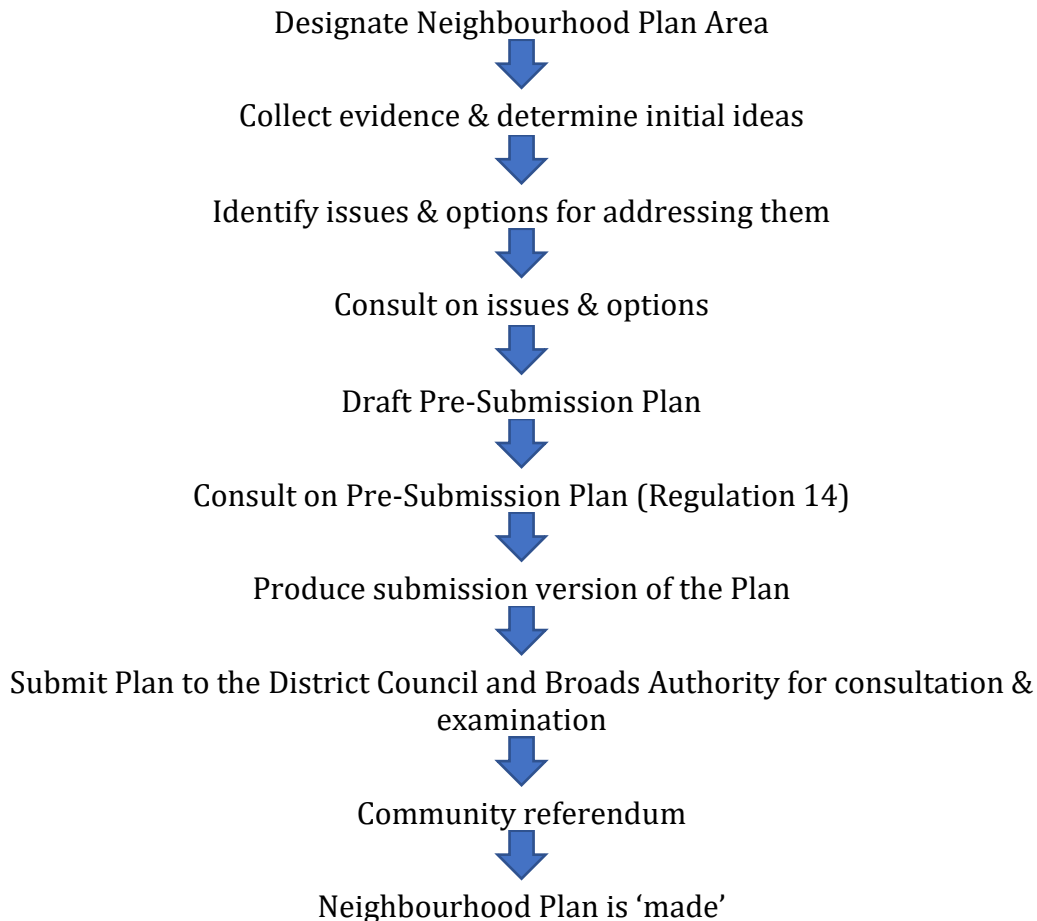 Designate Neighbourhood Plan Area
Collect evidence & determine initial ideas
Identify issues & options for addressing them
Consult on issues & options
Draft Pre-Submission Plan
Consult on Pre-Submission Plan (Regulation 14)
Produce submission version of the Plan
Submit Plan to the District Council and Broads Authority for consultation &
examination
Community referendum
Neighbourhood Plan is ‘made’